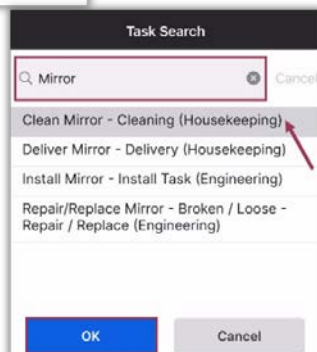 Task Search
Mirror
Cancel
Clean Mirror - Cleaning (Housekeeping)
Deliver Mirror - Delivery (Housekeeping)
Install Mirror - Install Task (Engineering)
Repair/Replace Mirror - Broken / Loose -
Repair / Replace (Engineering)
OK
Cancel